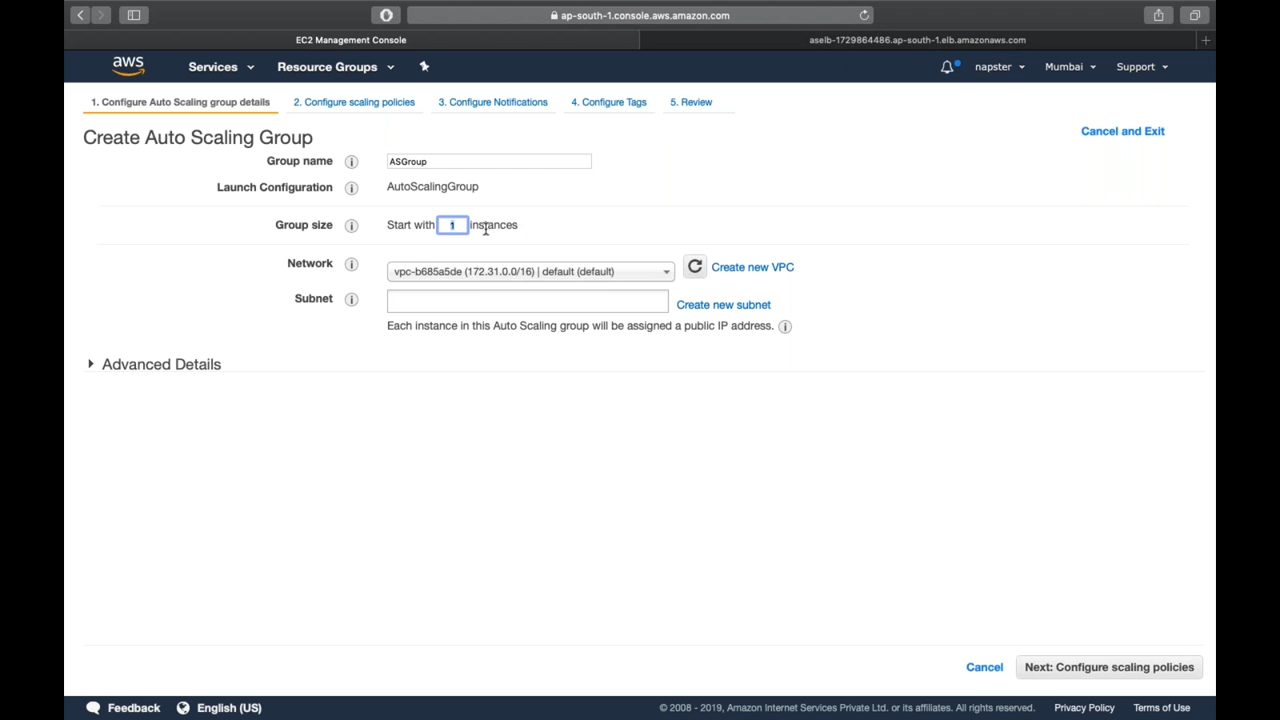 ap-south-1.console.aws.amazon.com
EC2 Management Console
aselb-1729864486.ap-south-1.elb.amazonaws.com
aws
Services
Resource Groups
napster
Mumbai
Support
1. Configure Auto Scaling group details
2. Configure scaling policies
3. Configure Notifications
4. Configure Tags
5. Review
Create Auto Scaling Group
Cancel and Exit
Group name
ASGroup
Launch Configuration
AutoScalingGroup
Group size
Start with 1 instances
Network
vpc-b685a5de (172.31.0.0/16) | default (default)
Create new VPC
Subnet
Create new subnet
Each instance in this Auto Scaling group will be assigned a public IP address.
Advanced Details
Cancel
Next: Configure scaling policies
Feedback
English (US)
© 2008 - 2019, Amazon Internet Services Private Ltd. or its affiliates. All rights reserved.
Privacy Policy
Terms of Use